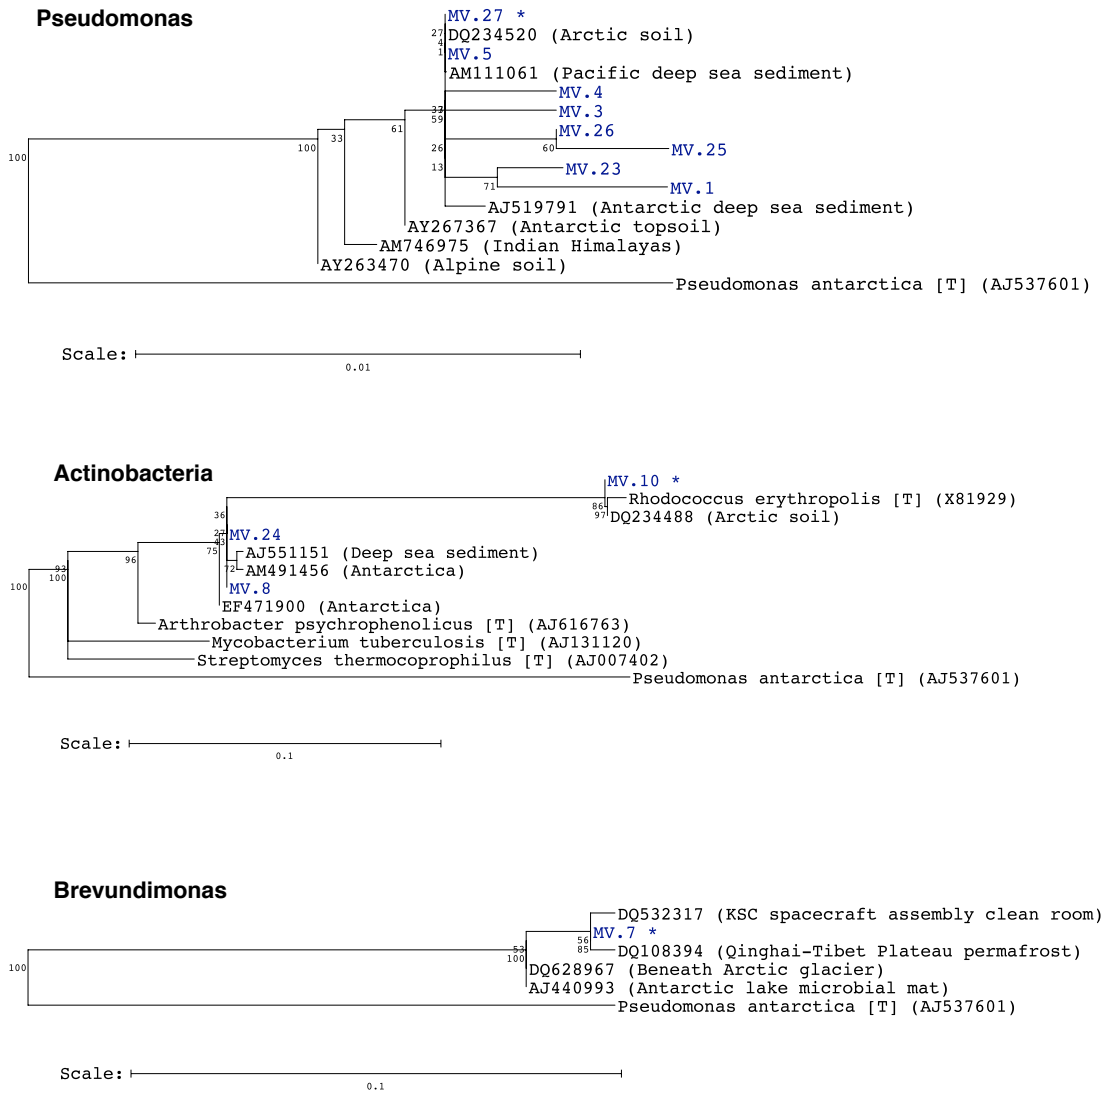 Pseudomonas
MV.27 *
27
DQ234520 (Arctic soil)
4
1
MV.5
AM111061 (Pacific deep sea sediment)
MV.4
33
MV.3
59
61
MV.26
33
100
26
60
MV.25
100
13
MV.23
71
MV.1
AJ519791 (Antarctic deep sea sediment)
AY267367 (Antarctic topsoil)
AM746975 (Indian Himalayas)
AY263470 (Alpine soil)
Pseudomonas antarctica [T] (AJ537601)
Scale:
0.01
Actinobacteria
MV.10 *
Rhodococcus erythropolis [T] (X81929)
86
36
97
DQ234488 (Arctic soil)
27
MV.24
43
75
AJ551151 (Deep sea sediment)
96
93
72
AM491456 (Antarctica)
100
100
MV.8
EF471900 (Antarctica)
Arthrobacter psychrophenolicus [T] (AJ616763)
Mycobacterium tuberculosis [T] (AJ131120)
Streptomyces thermocoprophilus [T] (AJ007402)
Pseudomonas antarctica [T] (AJ537601)
Scale:
0.1
Brevundimonas
DQ532317 (KSC spacecraft assembly clean room)
MV.7 *
56
53
85
DQ108394 (Qinghai-Tibet Plateau permafrost)
100
100
DQ628967 (Beneath Arctic glacier)
AJ440993 (Antarctic lake microbial mat)
Pseudomonas antarctica [T] (AJ537601)
Scale:
0.1